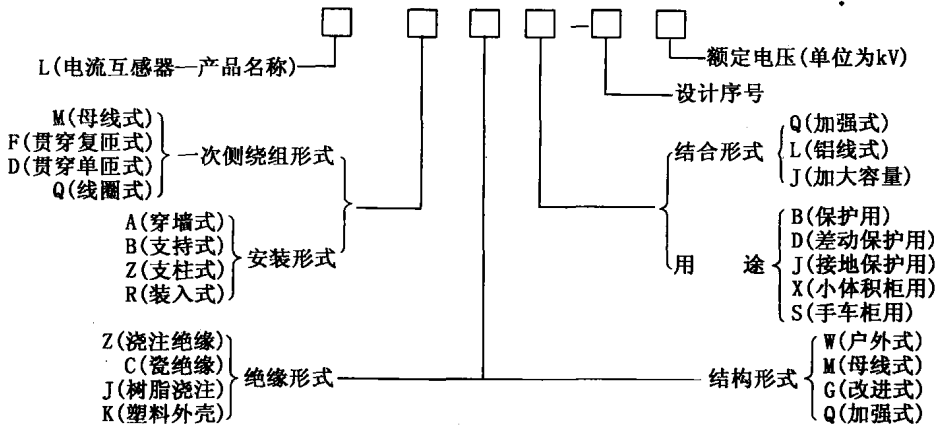 L(电流互感器—产品名称)
额定电压(单位为kV)
设计序号
M(母线式)
F(贯穿复匝式)
D(贯穿单匝式)
Q(线圈式)
一次侧绕组形式
A(穿墙式)
B(支持式)
Z(支柱式)
R(装入式)
安装形式
Z(浇注绝缘)
C(瓷绝缘)
J(树脂浇注)
K(塑料外壳)
绝缘形式
结合形式
Q(加强式)
L(铝线式)
J(加大容量)
用 途
B(保护用)
D(差动保护用)
J(接地保护用)
X(小体积柜用)
S(手车柜用)
结构形式
W(户外式)
M(母线式)
G(改进式)
Q(加强式)